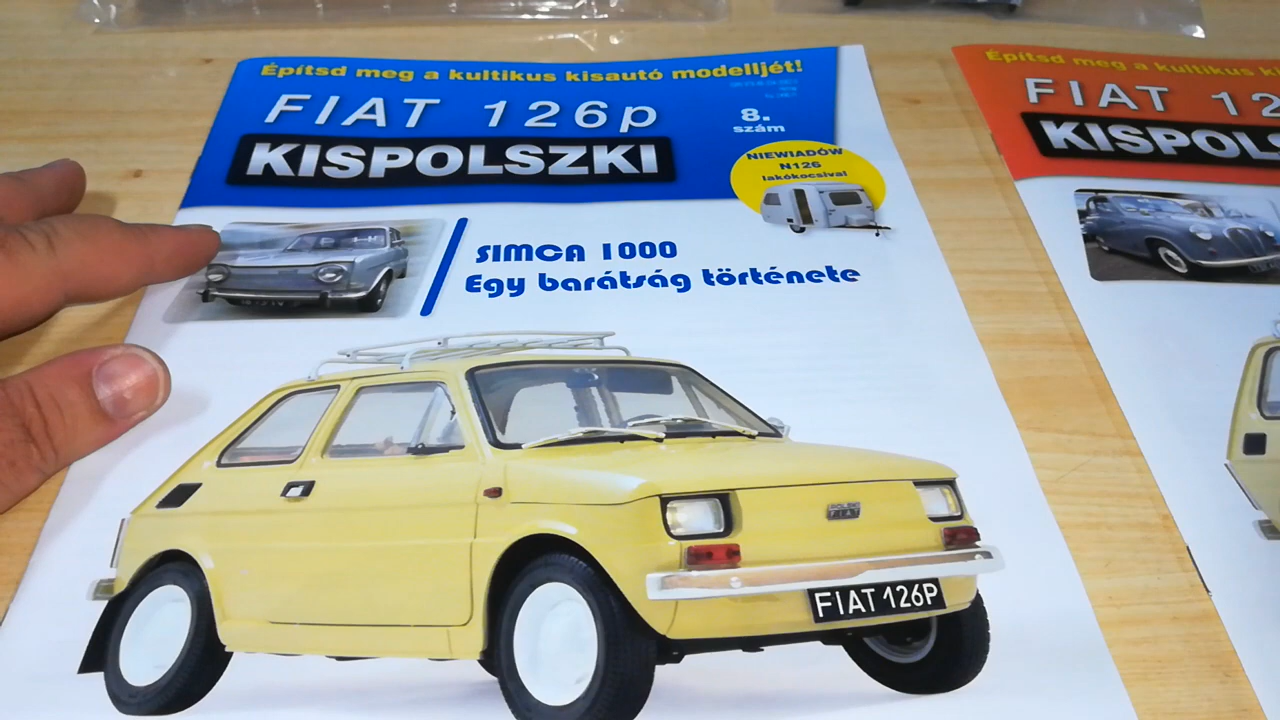 Építsd meg a kultikus kisautó modelljét!
FIAT 126p
KISPOLSZKI
8.
szám
NIEWIADÓW
N126
lakókocsival
SIMCA 1000
Egy barátság története
FIAT
FIAT 126P
Építsd meg a kultikus
FIAT 12
KISPOLS